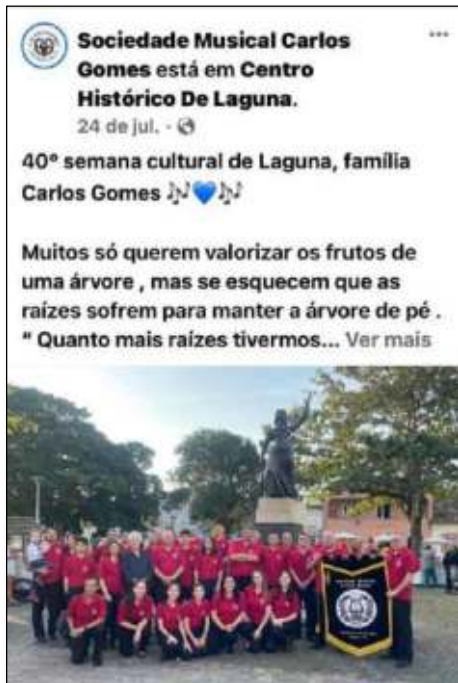 Sociedade Musical Carlos
Gomes está em Centro
Histórico De Laguna.
24 de jul. ·
40ª semana cultural de Laguna, família
Carlos Gomes 🎶💙🎶
Muitos só querem valorizar os frutos de
uma árvore , mas se esquecem que as
raízes sofrem para manter a árvore de pé .
" Quanto mais raízes tivermos... Ver mais